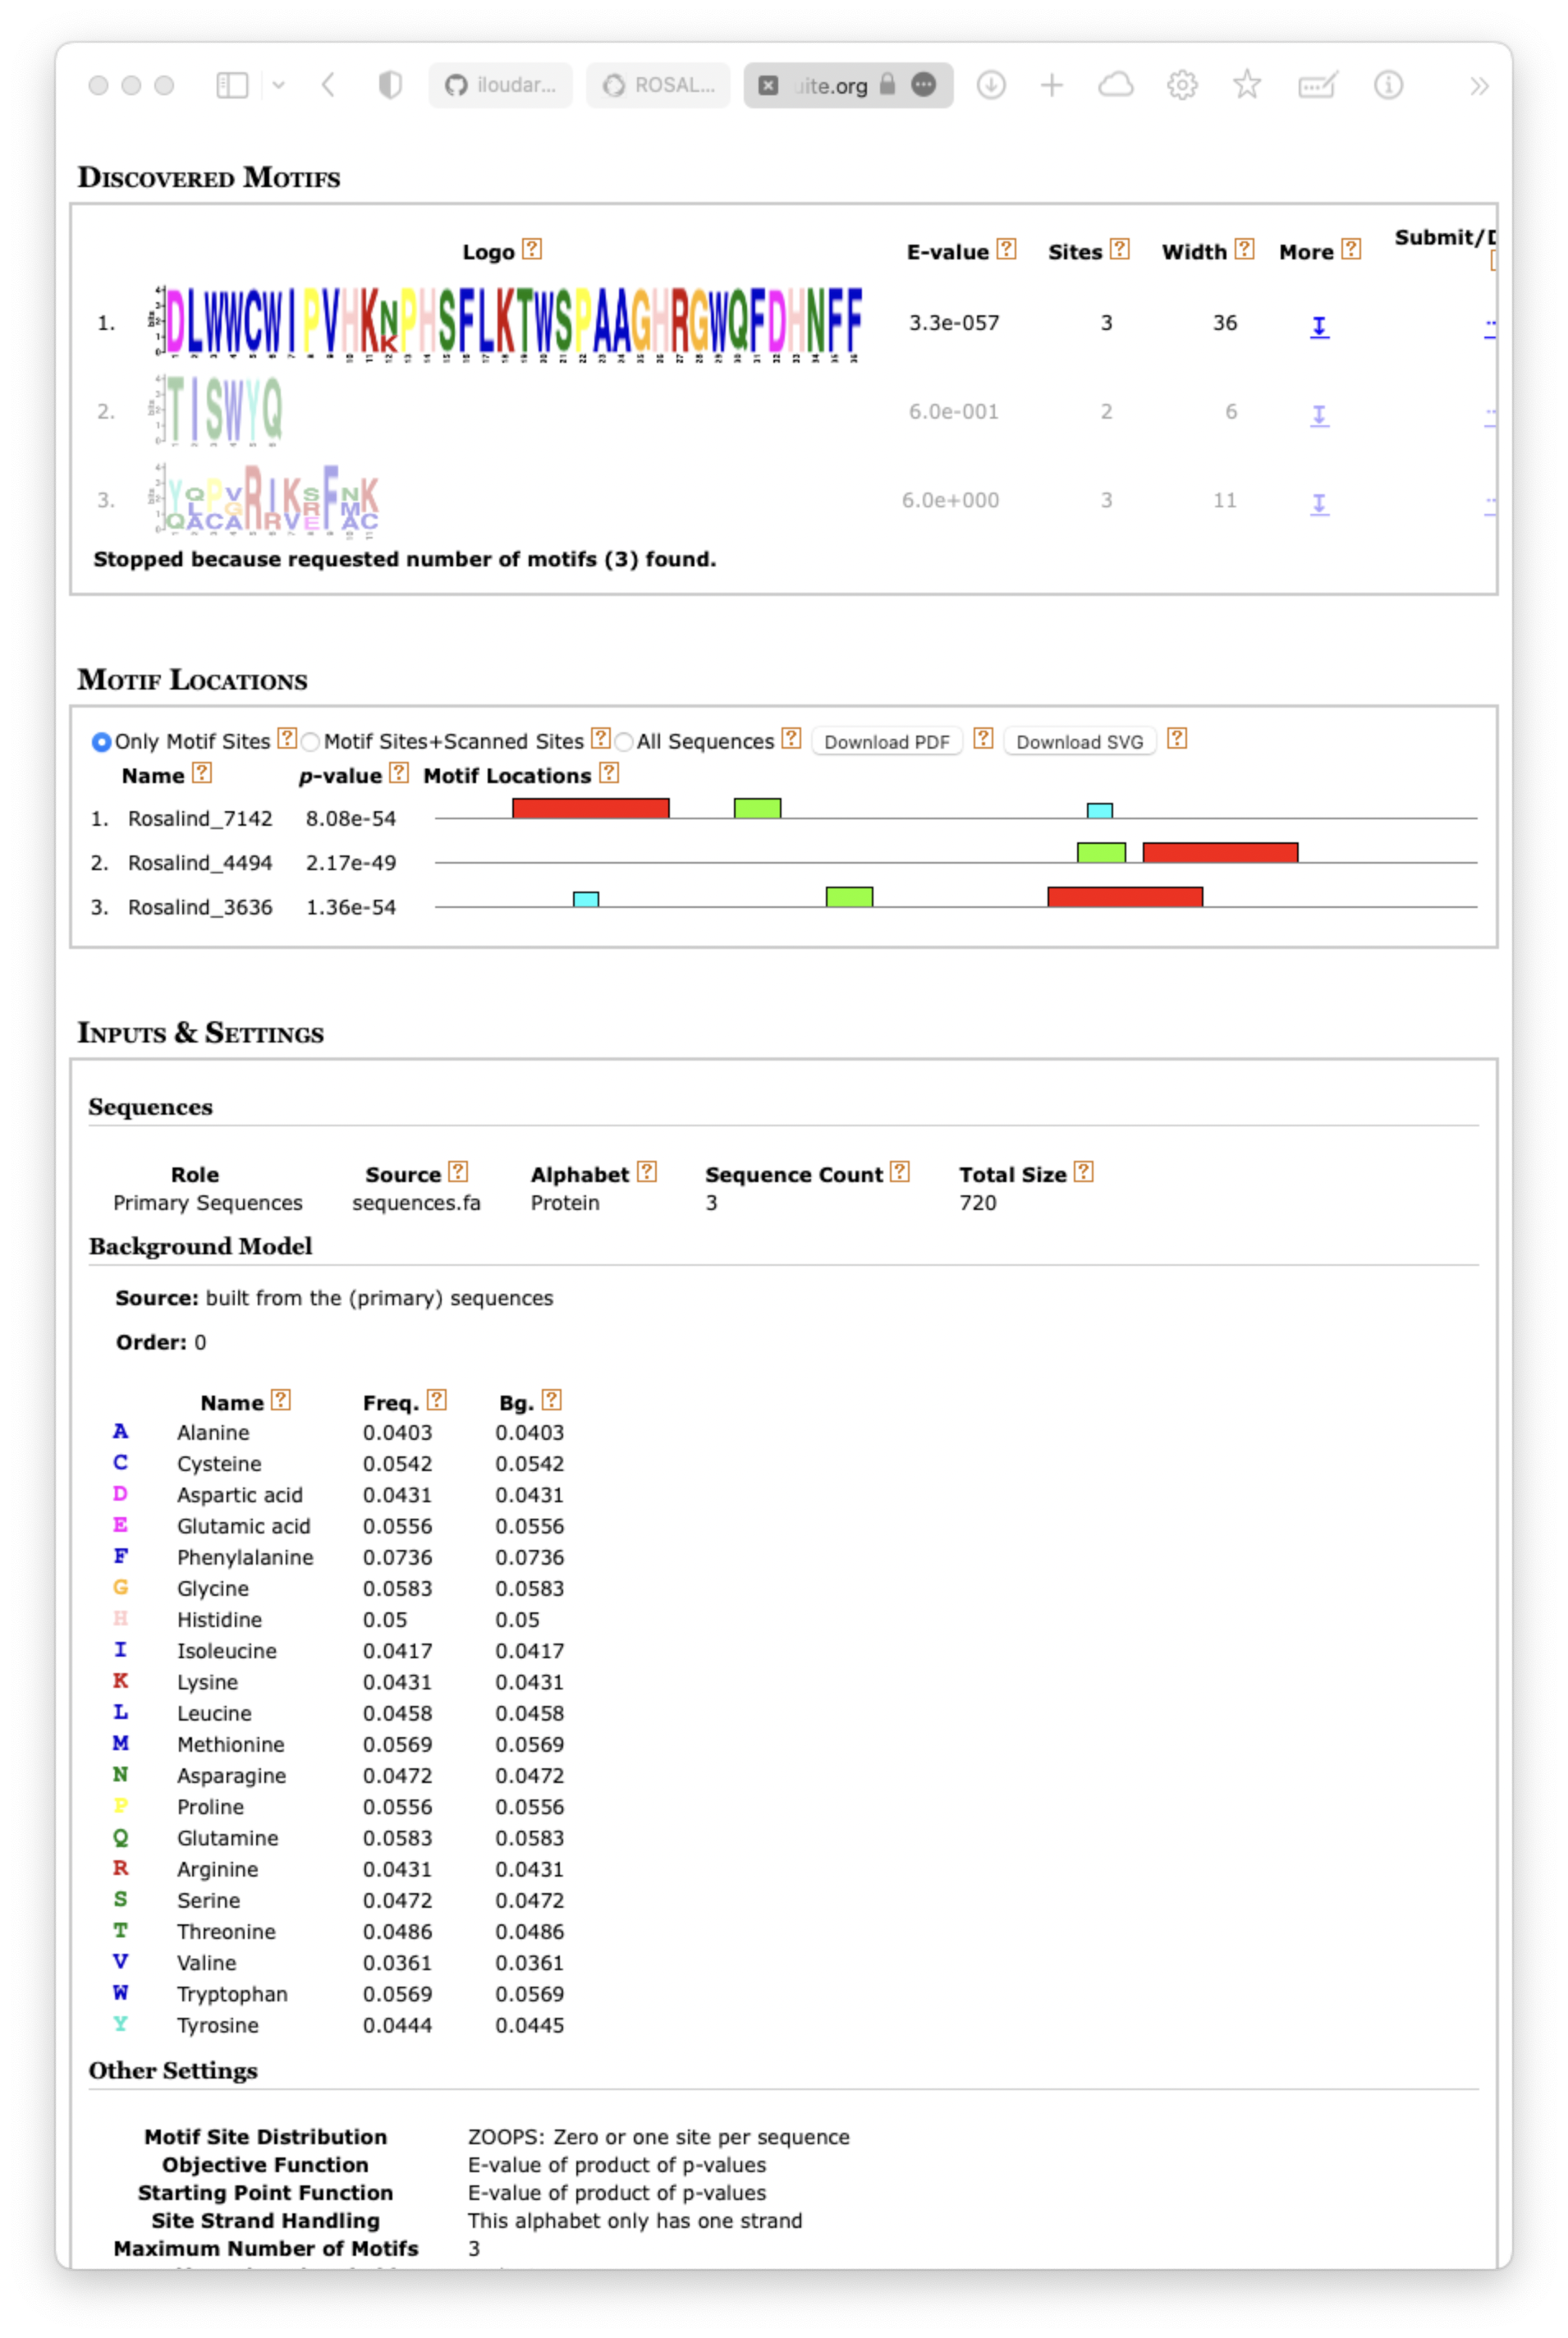 iloudar...
ROSAL...
uite.org
Discovered Motifs
Logo ? E-value ? Sites ? Width ? More ? Submit/D
1. DLWWCWIPVHKNPHSFLKTWSPAAGHRGWQFDHNFF 3.3e-057 3 36
K
2. TISWYQ 6.0e-001 2 6
3. 6.0e+000 3 11
Stopped because requested number of motifs (3) found.
Motif Locations
Only Motif Sites ? Motif Sites+Scanned Sites ? All Sequences ? Download PDF ? Download SVG ?
Name ? p-value ? Motif Locations ?
1. Rosalind_7142 8.08e-54
2. Rosalind_4494 2.17e-49
3. Rosalind_3636 1.36e-54
Inputs & Settings
Sequences
Role Source ? Alphabet ? Sequence Count ? Total Size ?
Primary Sequences sequences.fa Protein 3 720
Background Model
Source: built from the (primary) sequences
Order: 0
Name ? Freq. ? Bg. ?
A Alanine 0.0403 0.0403
C Cysteine 0.0542 0.0542
D Aspartic acid 0.0431 0.0431
E Glutamic acid 0.0556 0.0556
F Phenylalanine 0.0736 0.0736
G Glycine 0.0583 0.0583
H Histidine 0.05 0.05
I Isoleucine 0.0417 0.0417
K Lysine 0.0431 0.0431
L Leucine 0.0458 0.0458
M Methionine 0.0569 0.0569
N Asparagine 0.0472 0.0472
P Proline 0.0556 0.0556
Q Glutamine 0.0583 0.0583
R Arginine 0.0431 0.0431
S Serine 0.0472 0.0472
T Threonine 0.0486 0.0486
V Valine 0.0361 0.0361
W Tryptophan 0.0569 0.0569
Y Tyrosine 0.0444 0.0445
Other Settings
Motif Site Distribution ZOOPS: Zero or one site per sequence
Objective Function E-value of product of p-values
Starting Point Function E-value of product of p-values
Site Strand Handling This alphabet only has one strand
Maximum Number of Motifs 3